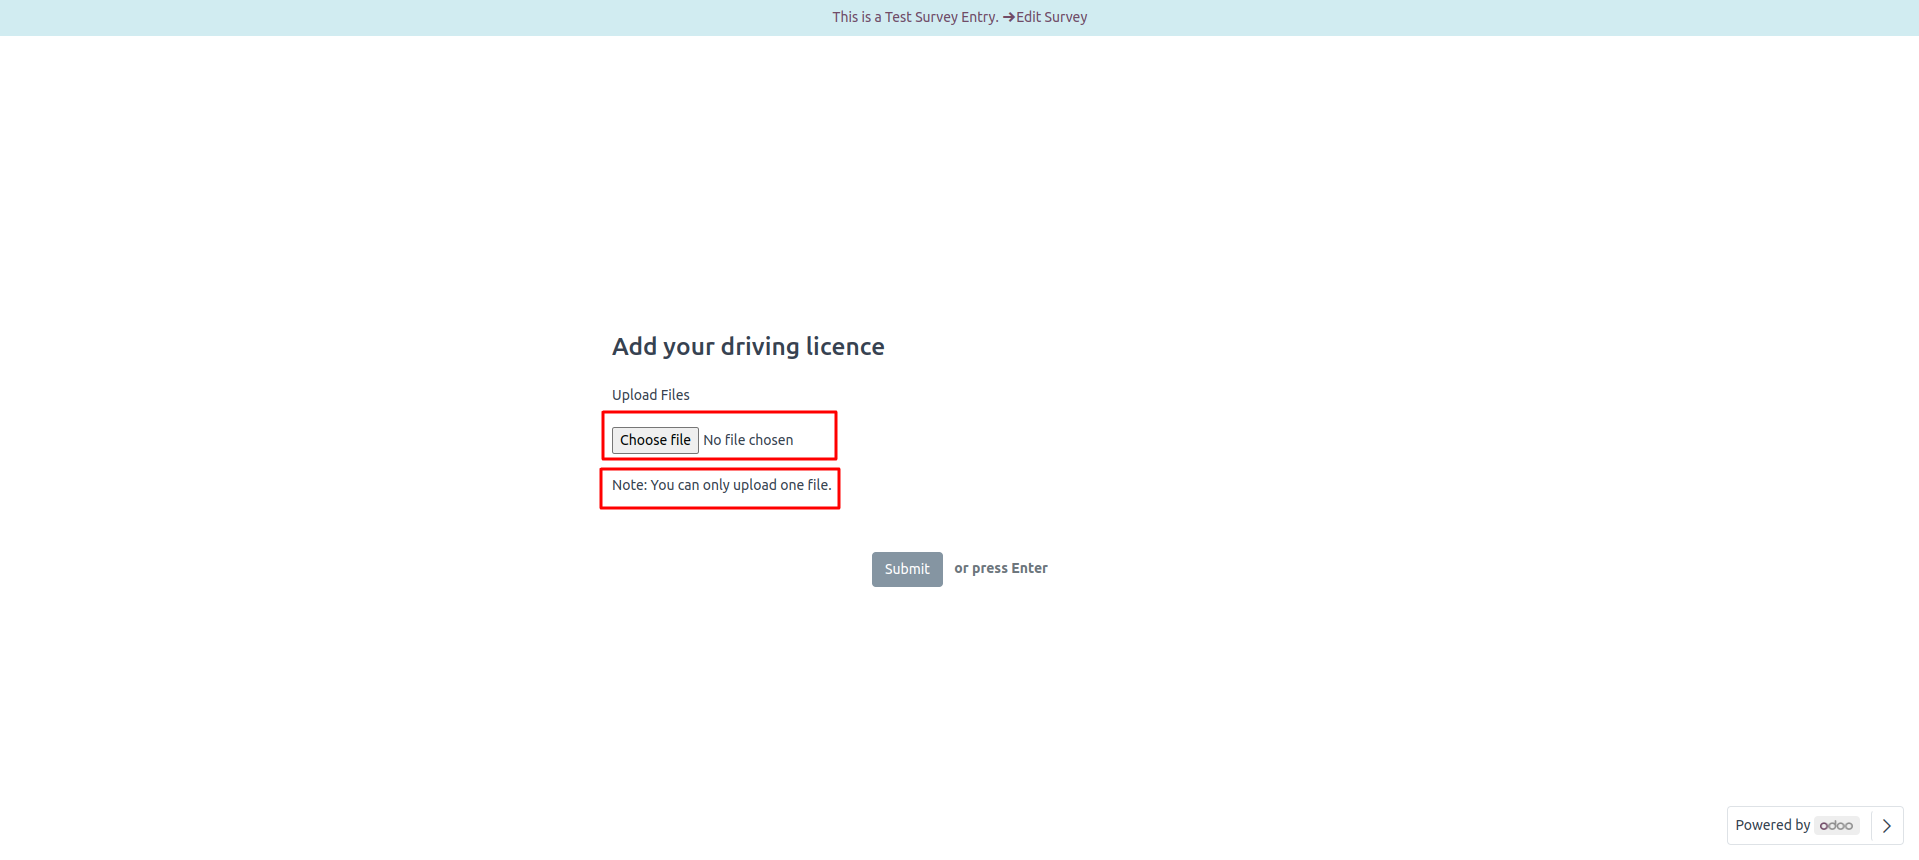 This is a Test Survey Entry. →Edit Survey
Add your driving licence
Upload Files
Choose file No file chosen
Note: You can only upload one file.
Submit or press Enter
Powered by odoo